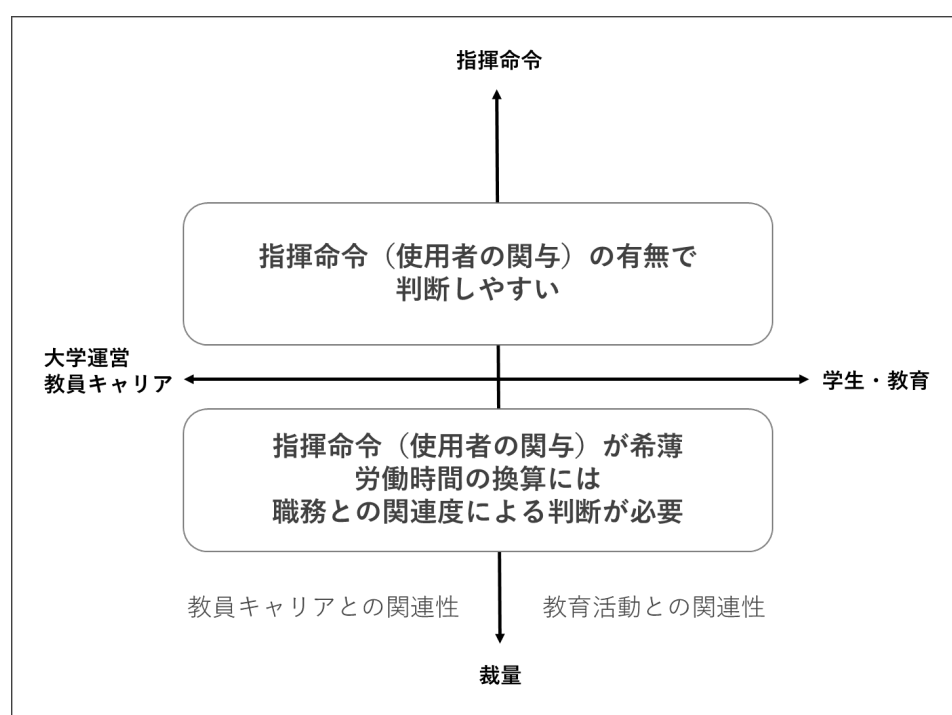 指揮命令
指揮命令（使用者の関与）の有無で
判断しやすい
大学運営
教員キャリア
学生・教育
指揮命令（使用者の関与）が希薄
労働時間の換算には
職務との関連度による判断が必要
教員キャリアとの関連性
教育活動との関連性
裁量